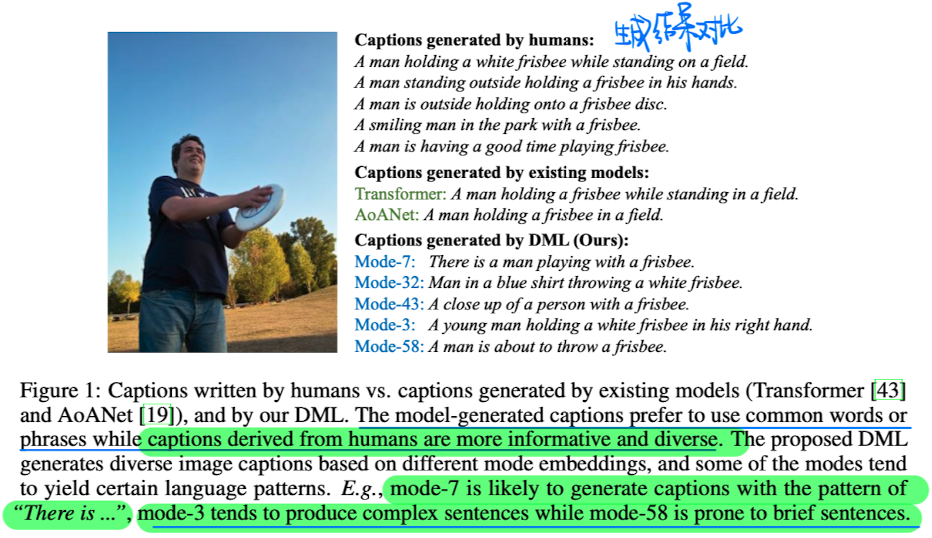 生成结果对比
Captions generated by humans:
A man holding a white frisbee while standing on a field.
A man standing outside holding a frisbee in his hands.
A man is outside holding onto a frisbee disc.
A smiling man in the park with a frisbee.
A man is having a good time playing frisbee.
Captions generated by existing models:
Transformer: A man holding a frisbee while standing in a field.
AoANet: A man holding a frisbee in a field.
Captions generated by DML (Ours):
Mode-7: There is a man playing with a frisbee.
Mode-32: Man in a blue shirt throwing a white frisbee.
Mode-43: A close up of a person with a frisbee.
Mode-3: A young man holding a white frisbee in his right hand.
Mode-58: A man is about to throw a frisbee.
Figure 1: Captions written by humans vs. captions generated by existing models (Transformer [43]
and AoANet [19]), and by our DML. The model-generated captions prefer to use common words or
phrases while captions derived from humans are more informative and diverse. The proposed DML
generates diverse image captions based on different mode embeddings, and some of the modes tend
to yield certain language patterns. E.g., mode-7 is likely to generate captions with the pattern of
“There is ...”, mode-3 tends to produce complex sentences while mode-58 is prone to brief sentences.